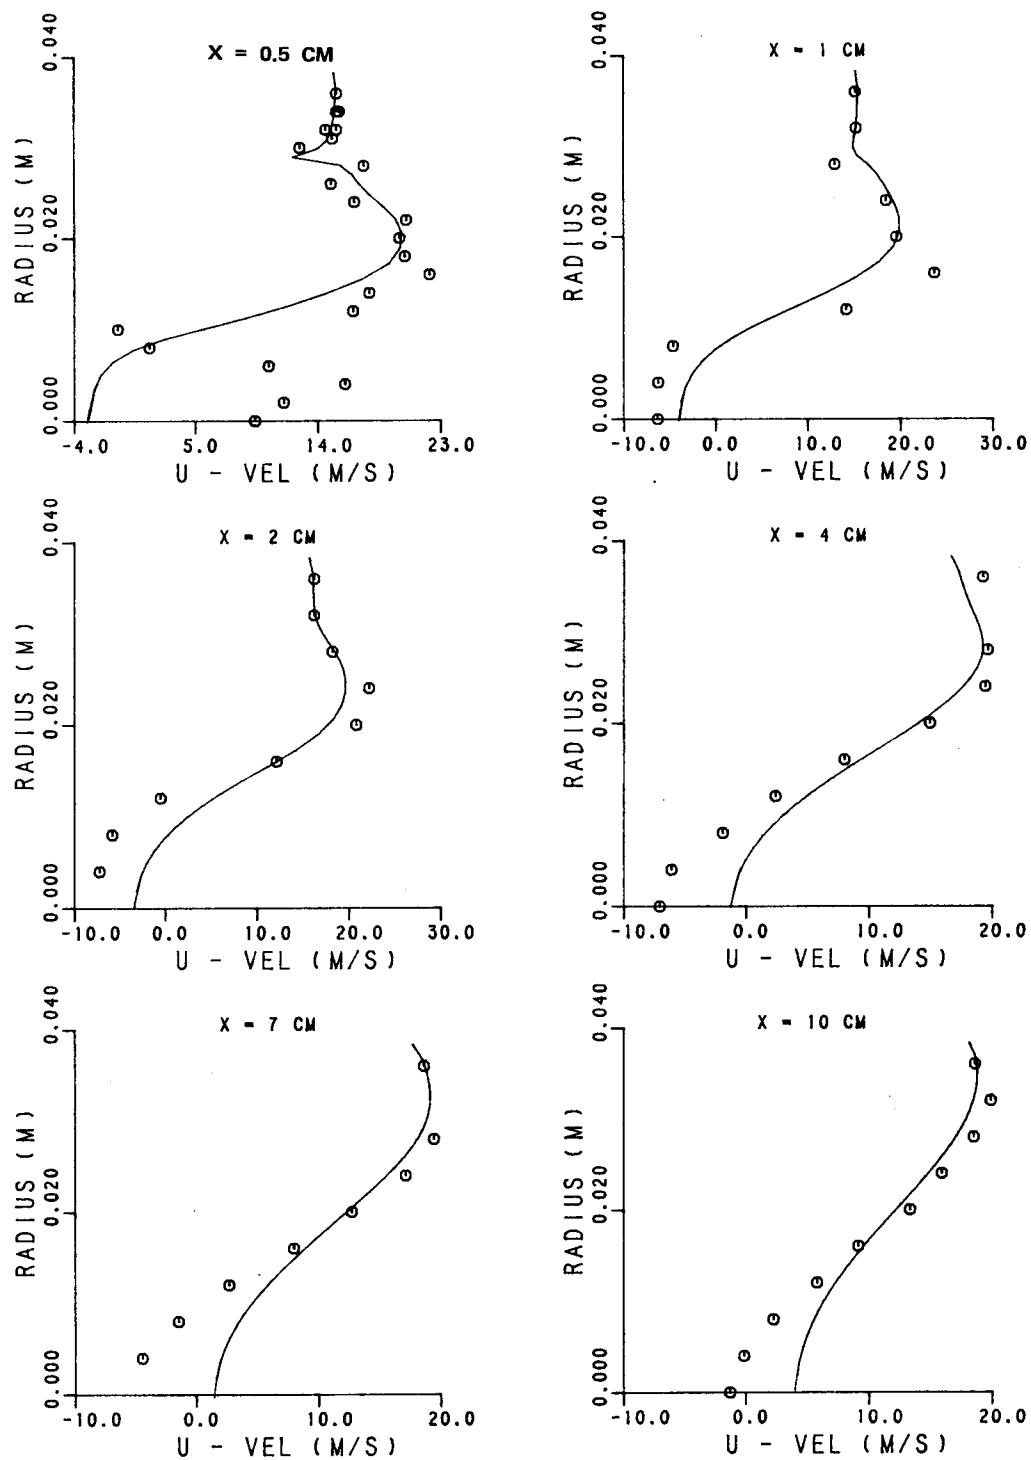 X = 0.5 CM
0.040
0.020
0.000
RADIUS (M)
-4.0 5.0 14.0 23.0
U - VEL (M/S)
X = 1 CM
0.040
0.020
0.000
RADIUS (M)
-10.0 0.0 10.0 20.0 30.0
U - VEL (M/S)
X = 2 CM
0.040
0.020
0.000
RADIUS (M)
-10.0 0.0 10.0 20.0 30.0
U - VEL (M/S)
X = 4 CM
0.040
0.020
0.000
RADIUS (M)
-10.0 0.0 10.0 20.0
U - VEL (M/S)
X = 7 CM
0.040
0.020
0.000
RADIUS (M)
-10.0 0.0 10.0 20.0
U - VEL (M/S)
X = 10 CM
0.040
0.020
0.000
RADIUS (M)
-10.0 0.0 10.0 20.0
U - VEL (M/S)